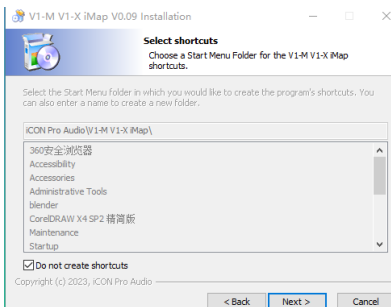 V1-M V1-X iMap V0.09 Installation
Select shortcuts
Choose a Start Menu Folder for the V1-M V1-X iMap
shortcuts.
Select the Start Menu folder in which you would like to create the program's shortcuts. You
can also enter a name to create a new folder.
iCON Pro Audio\V1-M V1-X iMap\
360安全浏览器
Accessibility
Accessories
Administrative Tools
blender
CorelDRAW X4 SP2 精简版
Maintenance
Startup
Do not create shortcuts
Copyright (c) 2023, iCON Pro Audio
< Back
Next >
Cancel